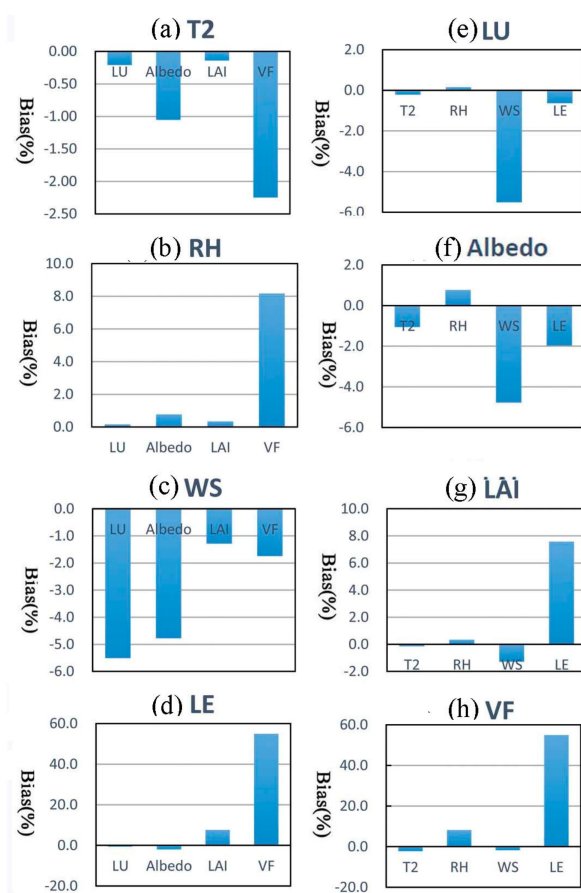 (a) T2
0.00
-0.50
-1.00
-1.50
-2.00
-2.50
Bias(%)
LU Albedo LAI VF
(b) RH
10.0
8.0
6.0
4.0
2.0
0.0
Bias(%)
LU Albedo LAI VF
(c) WS
0.0
-1.0
-2.0
-3.0
-4.0
-5.0
-6.0
Bias(%)
LU Albedo LAI VF
(d) LE
60.0
40.0
20.0
0.0
-20.0
Bias(%)
LU Albedo LAI VF
(e) LU
2.0
0.0
-2.0
-4.0
-6.0
Bias(%)
T2 RH WS LE
(f) Albedo
2.0
0.0
-2.0
-4.0
-6.0
Bias(%)
T2 RH WS LE
(g) LAI
10.0
8.0
6.0
4.0
2.0
0.0
-2.0
Bias(%)
T2 RH WS LE
(h) VF
60.0
40.0
20.0
0.0
-20.0
Bias(%)
T2 RH WS LE